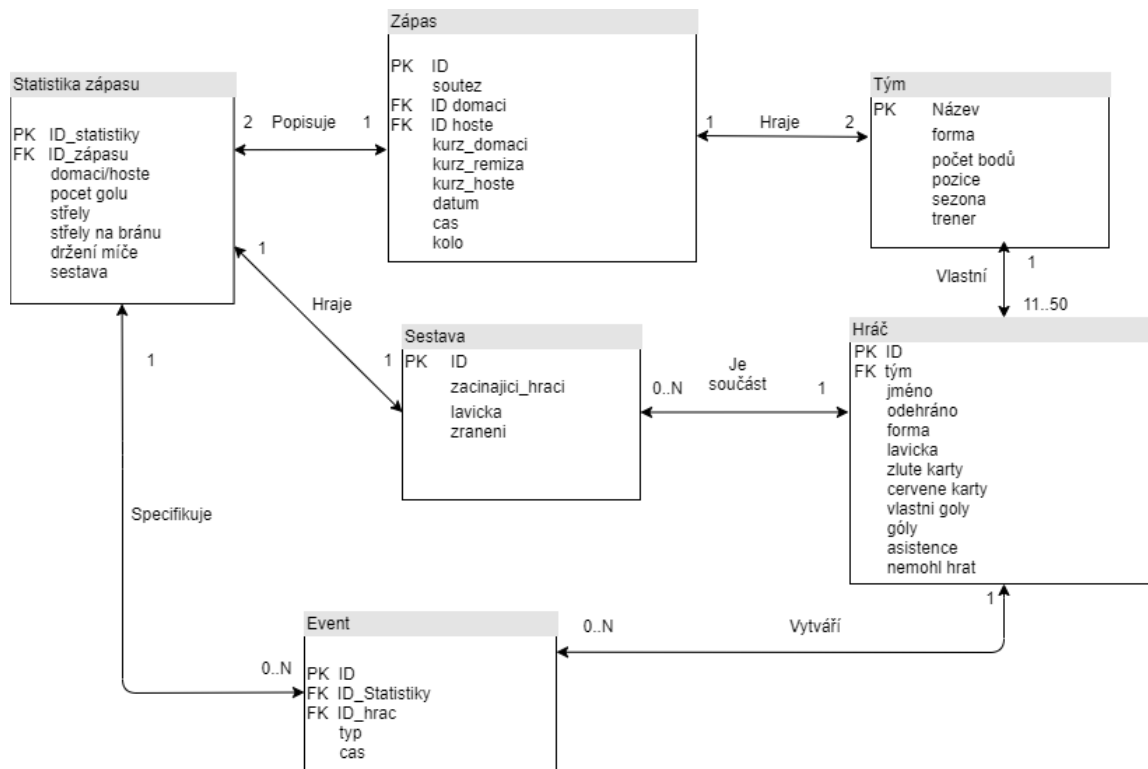 Zápas
PK ID
soutez
FK ID domaci
FK ID hoste
kurz_domaci
kurz_remiza
kurz_hoste
datum
cas
kolo
Statistika zápasu
PK ID_statistiky
FK ID_zápasu
domaci/hoste
pocet golu
střely
střely na bránu
držení míče
sestava
2 Popisuje 1
Tým
PK Název
forma
počet bodů
pozice
sezona
trener
1 Hraje 2
1
Hraje
1
Vlastní
1
11..50
Sestava
PK ID
zacinajici_hraci
lavicka
zraneni
Hráč
PK ID
FK tým
jméno
odehráno
forma
lavicka
zlute karty
cervene karty
vlastni goly
góly
asistence
nemohl hrat
Je
součást
0..N
1
1
Specifikuje
0..N
Event
PK ID
FK ID_Statistiky
FK ID_hrac
typ
cas
0..N
Vytváří
1